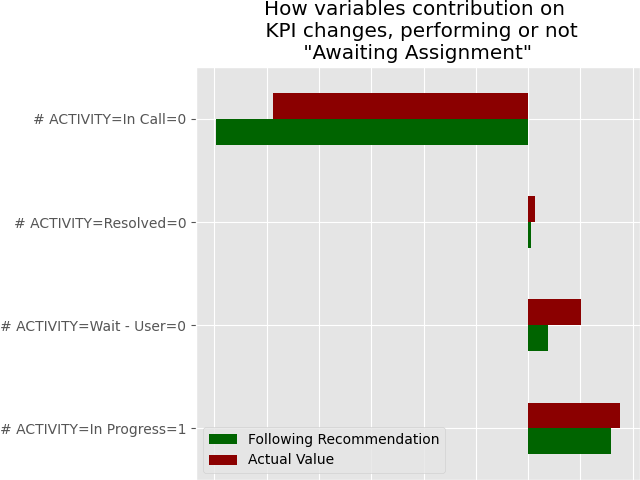 How variables contribution on
KPI changes, performing or not
"Awaiting Assignment"
# ACTIVITY=In Call=0
# ACTIVITY=Resolved=0
# ACTIVITY=Wait - User=0
# ACTIVITY=In Progress=1
Following Recommendation
Actual Value